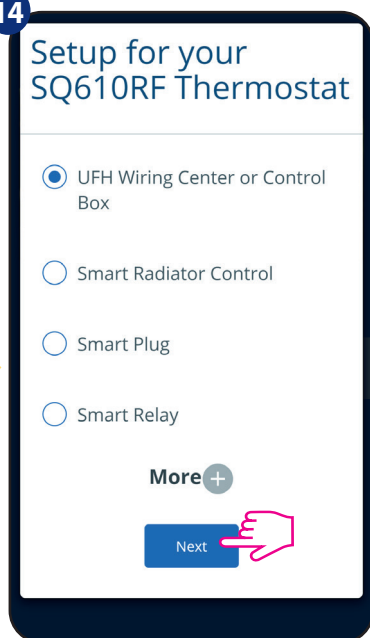 14
Setup for your
SQ610RF Thermostat
UFH Wiring Center or Control
Box
Smart Radiator Control
Smart Plug
Smart Relay
More +
Next